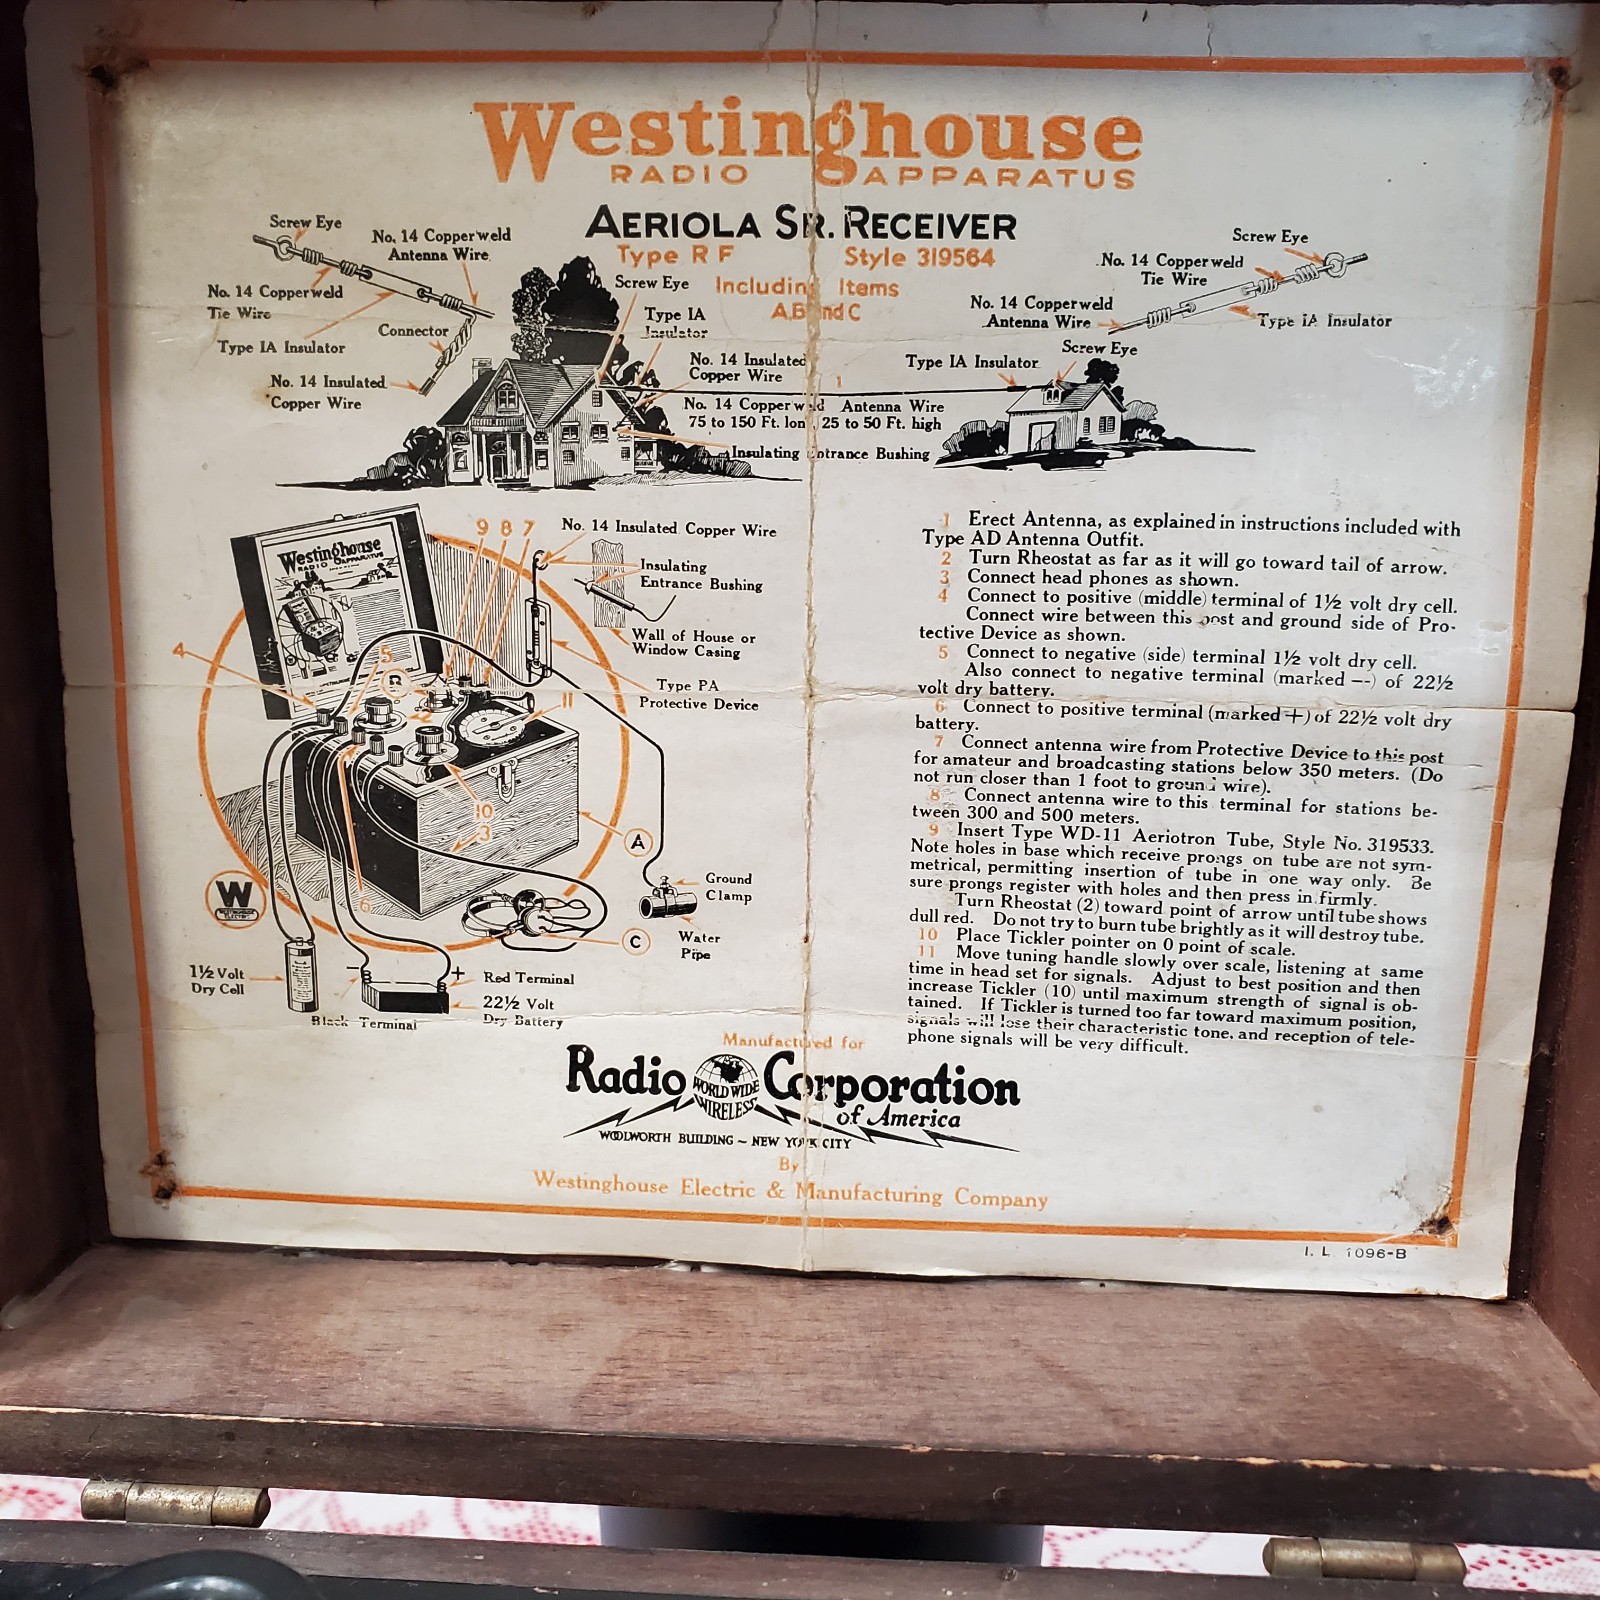 Westinghouse
RADIO APPARATUS
AERIOLA SR. RECEIVER
Type RF Style 319564
Including Items
A,B and C
Screw Eye
No. 14 Copperweld
Antenna Wire
No. 14 Copperweld
Tie Wire
Type IA Insulator
Connector
No. 14 Insulated
Copper Wire
Screw Eye
Type IA
Insulator
No. 14 Insulated
Copper Wire
1
No. 14 Copperweld Antenna Wire
75 to 150 Ft. long, 25 to 50 Ft. high
Insulating Entrance Bushing
Screw Eye
No. 14 Copperweld
Tie Wire
No. 14 Copperweld
Antenna Wire
Type IA Insulator
Screw Eye
Type IA Insulator
9 8 7
No. 14 Insulated Copper Wire
Insulating
Entrance Bushing
Wall of House or
Window Casing
Type PA
Protective Device
Westinghouse
RADIO APPARATUS
4
5
B
2
11
10
3
A
6
W
WESTINGHOUSE
ELECTRIC
C
Ground
Clamp
Water
Pipe
1½ Volt
Dry Cell
− +
Red Terminal
22½ Volt
Dry Battery
Black Terminal
1 Erect Antenna, as explained in instructions included with
Type AD Antenna Outfit.
2 Turn Rheostat as far as it will go toward tail of arrow.
3 Connect head phones as shown.
4 Connect to positive (middle) terminal of 1½ volt dry cell.
Connect wire between this post and ground side of Pro-
tective Device as shown.
5 Connect to negative (side) terminal 1½ volt dry cell.
Also connect to negative terminal (marked —) of 22½
volt dry battery.
6 Connect to positive terminal (marked +) of 22½ volt dry
battery.
7 Connect antenna wire from Protective Device to this post
for amateur and broadcasting stations below 350 meters. (Do
not run closer than 1 foot to ground wire).
8 Connect antenna wire to this terminal for stations be-
tween 300 and 500 meters.
9 Insert Type WD-11 Aeriotron Tube, Style No. 319533.
Note holes in base which receive prongs on tube are not sym-
metrical, permitting insertion of tube in one way only. Be
sure prongs register with holes and then press in firmly.
Turn Rheostat (2) toward point of arrow until tube shows
dull red. Do not try to burn tube brightly as it will destroy tube.
10 Place Tickler pointer on 0 point of scale.
11 Move tuning handle slowly over scale, listening at same
time in head set for signals. Adjust to best position and then
increase Tickler (10) until maximum strength of signal is ob-
tained. If Tickler is turned too far toward maximum position,
signals will lose their characteristic tone, and reception of tele-
phone signals will be very difficult.
Manufactured for
Radio Corporation
WORLD WIDE
WIRELESS
of America
WOOLWORTH BUILDING ~ NEW YORK CITY
By
Westinghouse Electric & Manufacturing Company
I. L. 1096-B